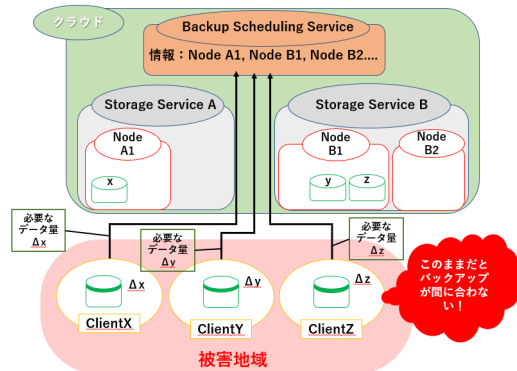 クラウド
Backup Scheduling Service
情報：Node A1, Node B1, Node B2....
Storage Service A
Storage Service B
Node
A1
Node
B1
Node
B2
x
y
z
必要な
データ量
Δx
必要な
データ量
Δy
必要な
データ量
Δz
このままだと
バックアップ
が間に合わ
ない！
Δx
Δy
Δz
ClientX
ClientY
ClientZ
被害地域